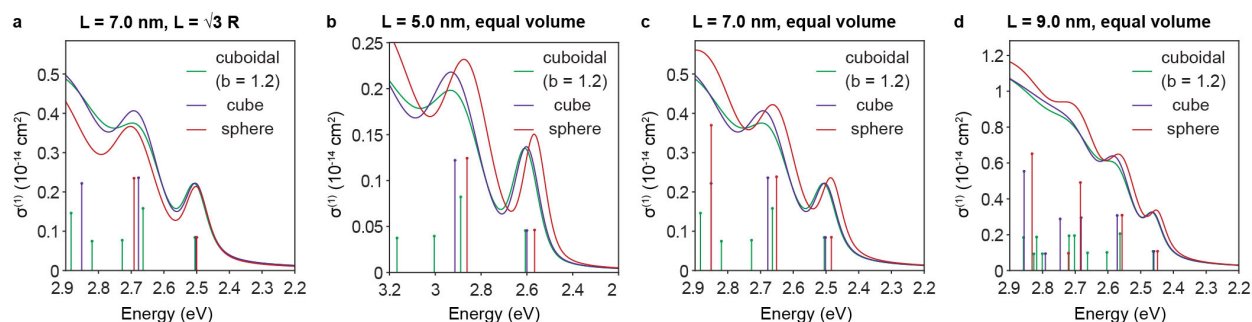 a L = 7.0 nm, L = √3 R
σ⁽¹⁾ (10⁻¹⁴ cm²)
0.5
0.4
0.3
0.2
0.1
0
cuboidal
(b = 1.2)
cube
sphere
2.9 2.8 2.7 2.6 2.5 2.4 2.3 2.2
Energy (eV)
b L = 5.0 nm, equal volume
0.25
0.2
0.15
0.1
0.05
0
cuboidal
(b = 1.2)
cube
sphere
3.2 3 2.8 2.6 2.4 2.2 2
Energy (eV)
c L = 7.0 nm, equal volume
σ⁽¹⁾ (10⁻¹⁴ cm²)
0.5
0.4
0.3
0.2
0.1
0
cuboidal
(b = 1.2)
cube
sphere
2.9 2.8 2.7 2.6 2.5 2.4 2.3 2.2
Energy (eV)
d L = 9.0 nm, equal volume
σ⁽¹⁾ (10⁻¹⁴ cm²)
1.2
1
0.8
0.6
0.4
0.2
0
cuboidal
(b = 1.2)
cube
sphere
2.9 2.8 2.7 2.6 2.5 2.4 2.3 2.2
Energy (eV)